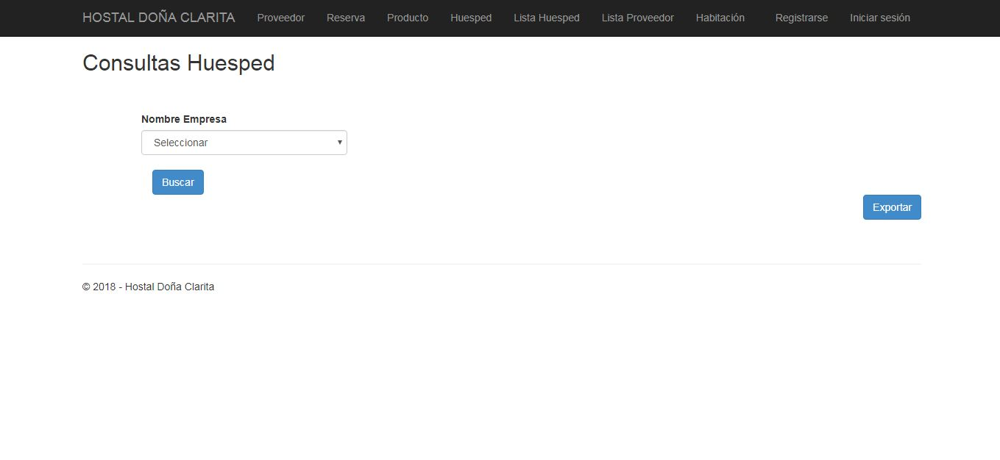 HOSTAL DOÑA CLARITA Proveedor Reserva Producto Huesped Lista Huesped Lista Proveedor Habitación Registrarse Iniciar sesión
Consultas Huesped
Nombre Empresa
Seleccionar
Buscar
Exportar
© 2018 - Hostal Doña Clarita